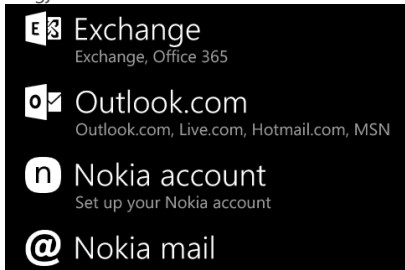 Exchange
Exchange, Office 365
Outlook.com
Outlook.com, Live.com, Hotmail.com, MSN
n Nokia account
Set up your Nokia account
@ Nokia mail